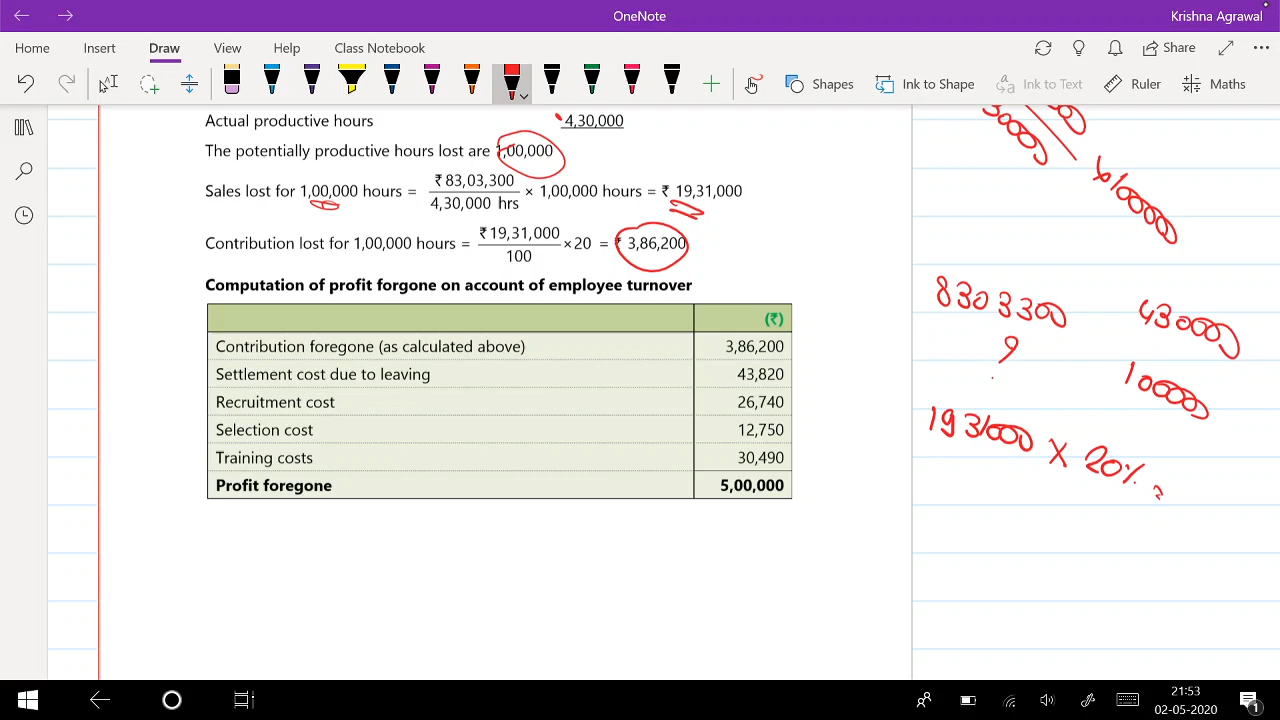 OneNote
Krishna Agrawal
Home Insert Draw View Help Class Notebook Share
Shapes Ink to Shape Ink to Text Ruler Maths
Actual productive hours 4,30,000
The potentially productive hours lost are 1,00,000
Sales lost for 1,00,000 hours = ₹ 83,03,300 / 4,30,000 hrs × 1,00,000 hours = ₹ 19,31,000
Contribution lost for 1,00,000 hours = ₹19,31,000 / 100 ×20 = ₹ 3,86,200
Computation of profit forgone on account of employee turnover
(₹)
Contribution foregone (as calculated above) 3,86,200
Settlement cost due to leaving 43,820
Recruitment cost 26,740
Selection cost 12,750
Training costs 30,490
Profit foregone 5,00,000
8303300 430000
? 100000
1931000 × 20% =
21:53
02-05-2020
1